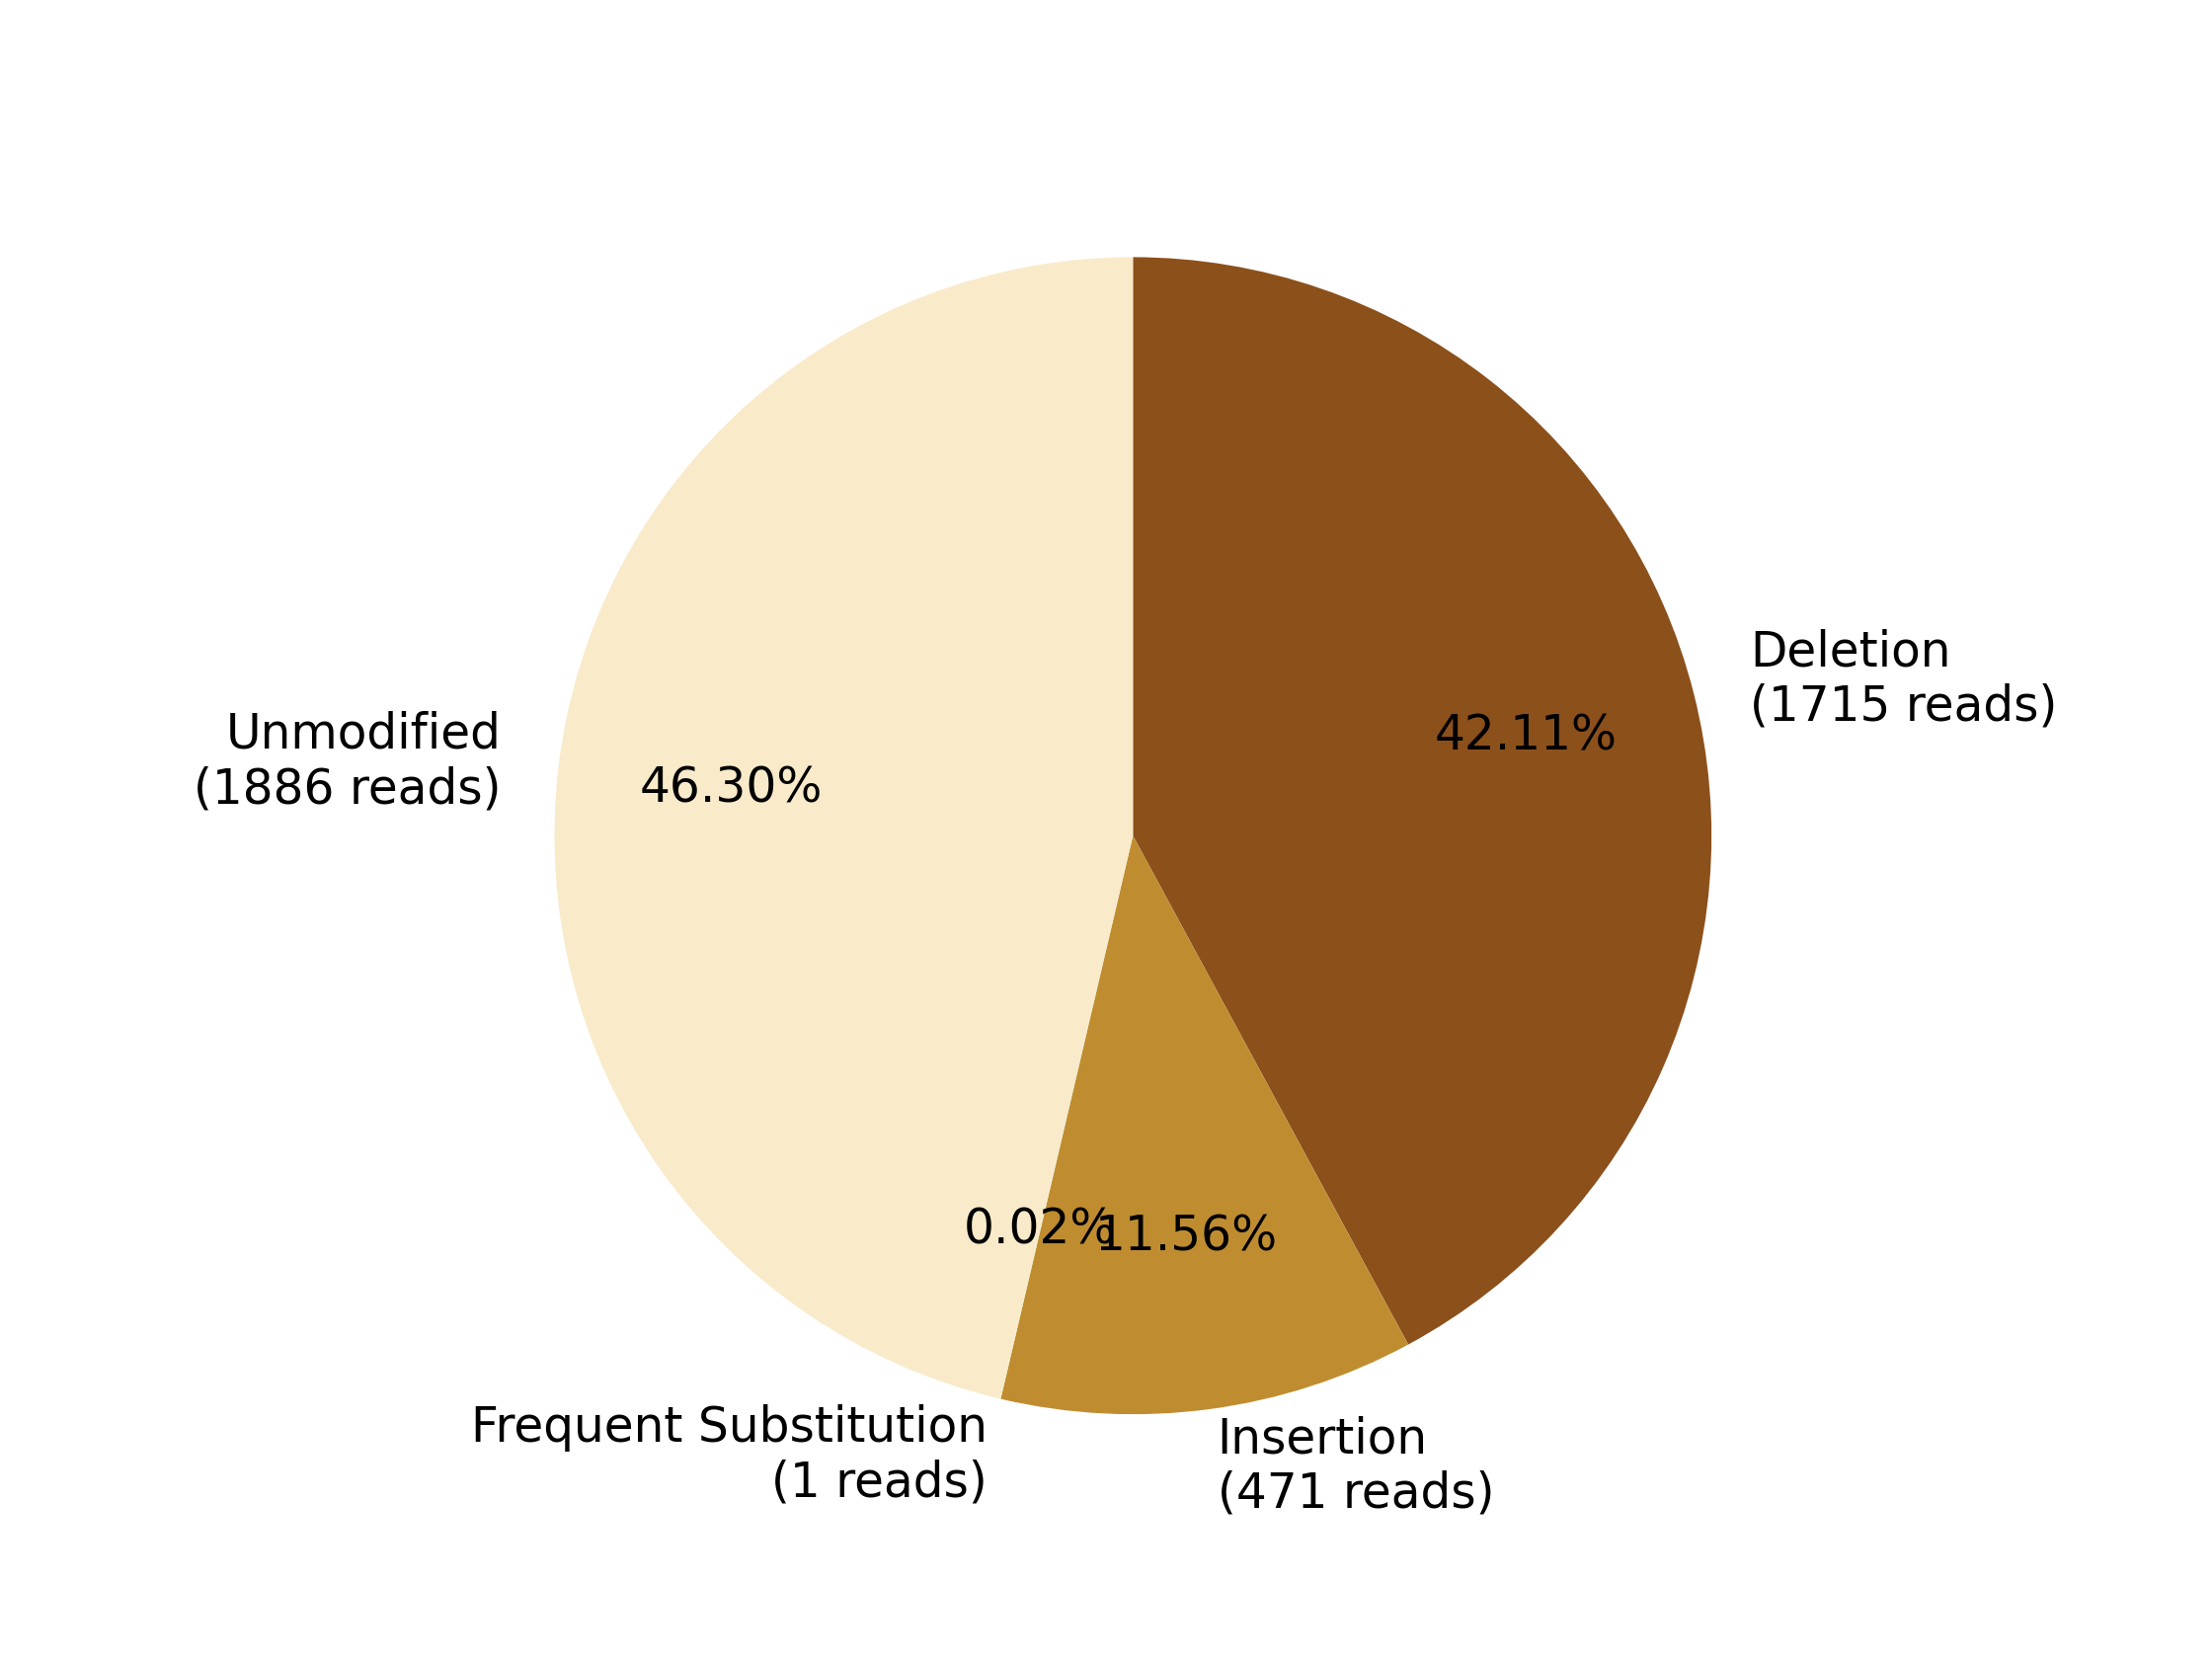 Deletion
(1715 reads)
42.11%
Unmodified
(1886 reads)
46.30%
0.02%
11.56%
Frequent Substitution
(1 reads)
Insertion
(471 reads)